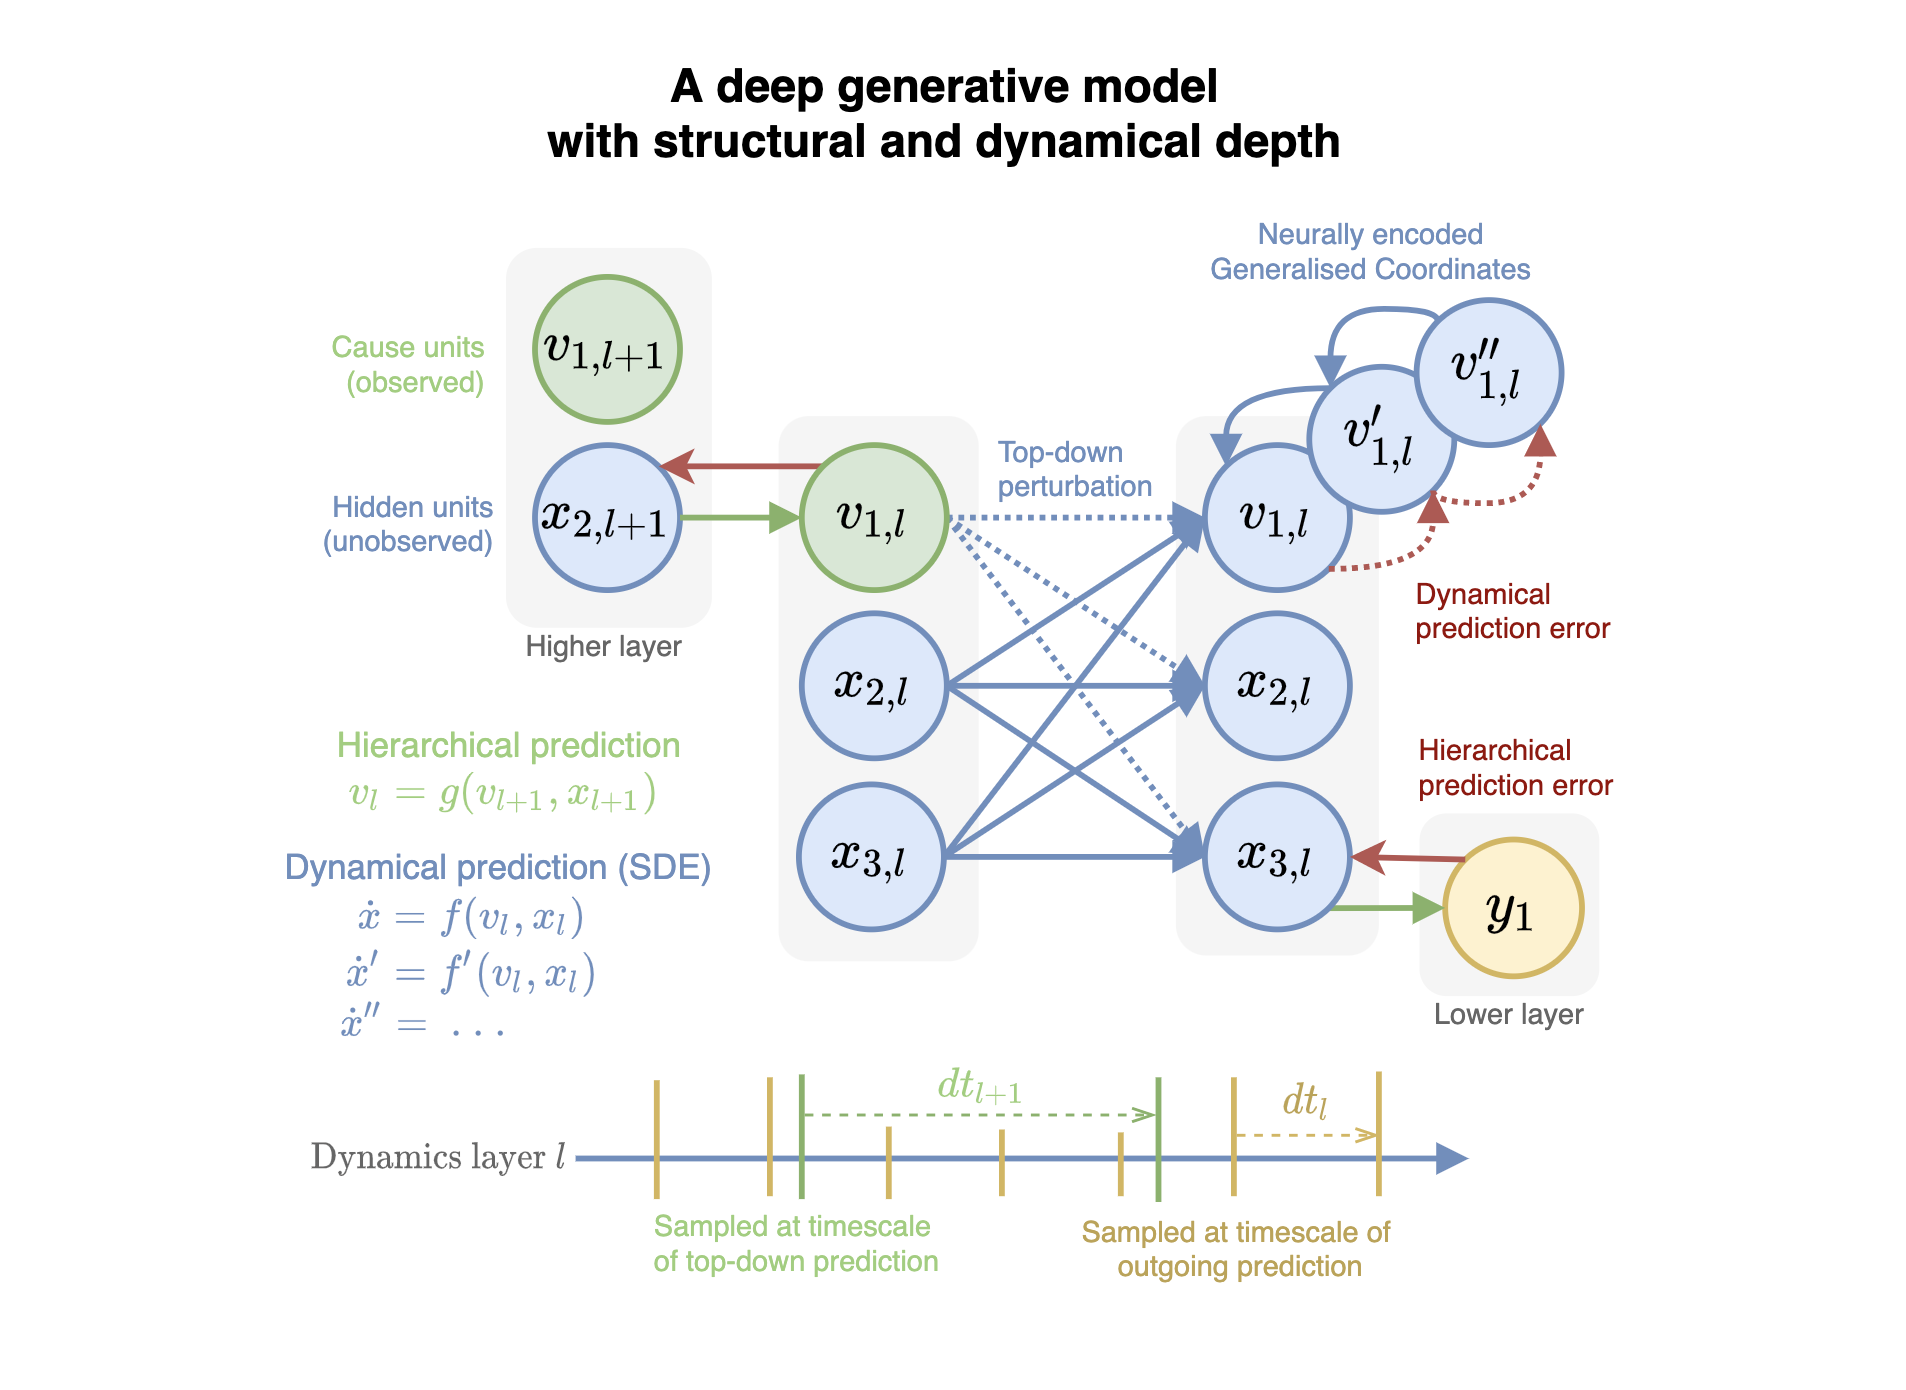 A deep generative model
with structural and dynamical depth
Neurally encoded
Generalised Coordinates
Cause units
(observed)
Hidden units
(unobserved)
v_{1,l+1}
x_{2,l+1}
Higher layer
v_{1,l}
x_{2,l}
x_{3,l}
Top-down
perturbation
v_{1,l}
v'_{1,l}
v''_{1,l}
x_{2,l}
x_{3,l}
Dynamical
prediction error
Hierarchical
prediction error
y_1
Lower layer
Hierarchical prediction
v_l = g(v_{l+1}, x_{l+1})
Dynamical prediction (SDE)
ẋ = f(v_l, x_l)
ẋ' = f'(v_l, x_l)
ẋ'' = ...
dt_{l+1}
dt_l
Dynamics layer l
Sampled at timescale
of top-down prediction
Sampled at timescale of
outgoing prediction